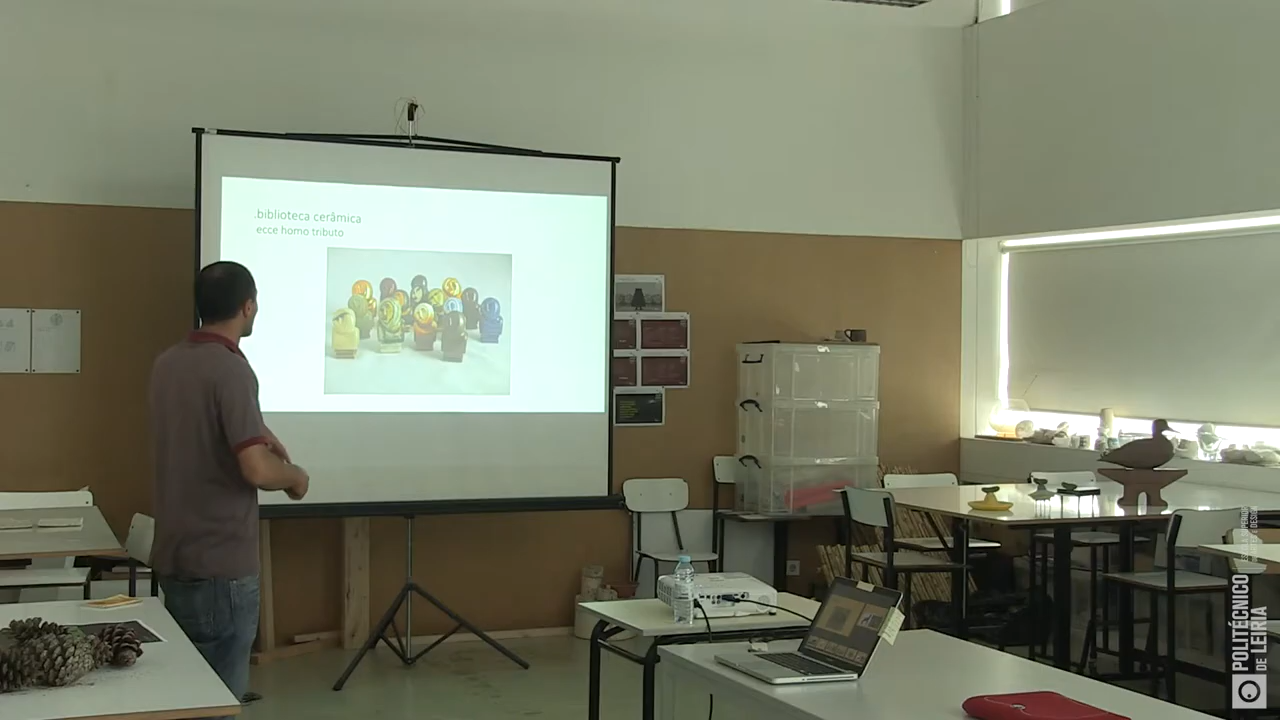 .biblioteca cerâmica
ecce homo tributo
POLITÉCNICO
DE LEIRIA